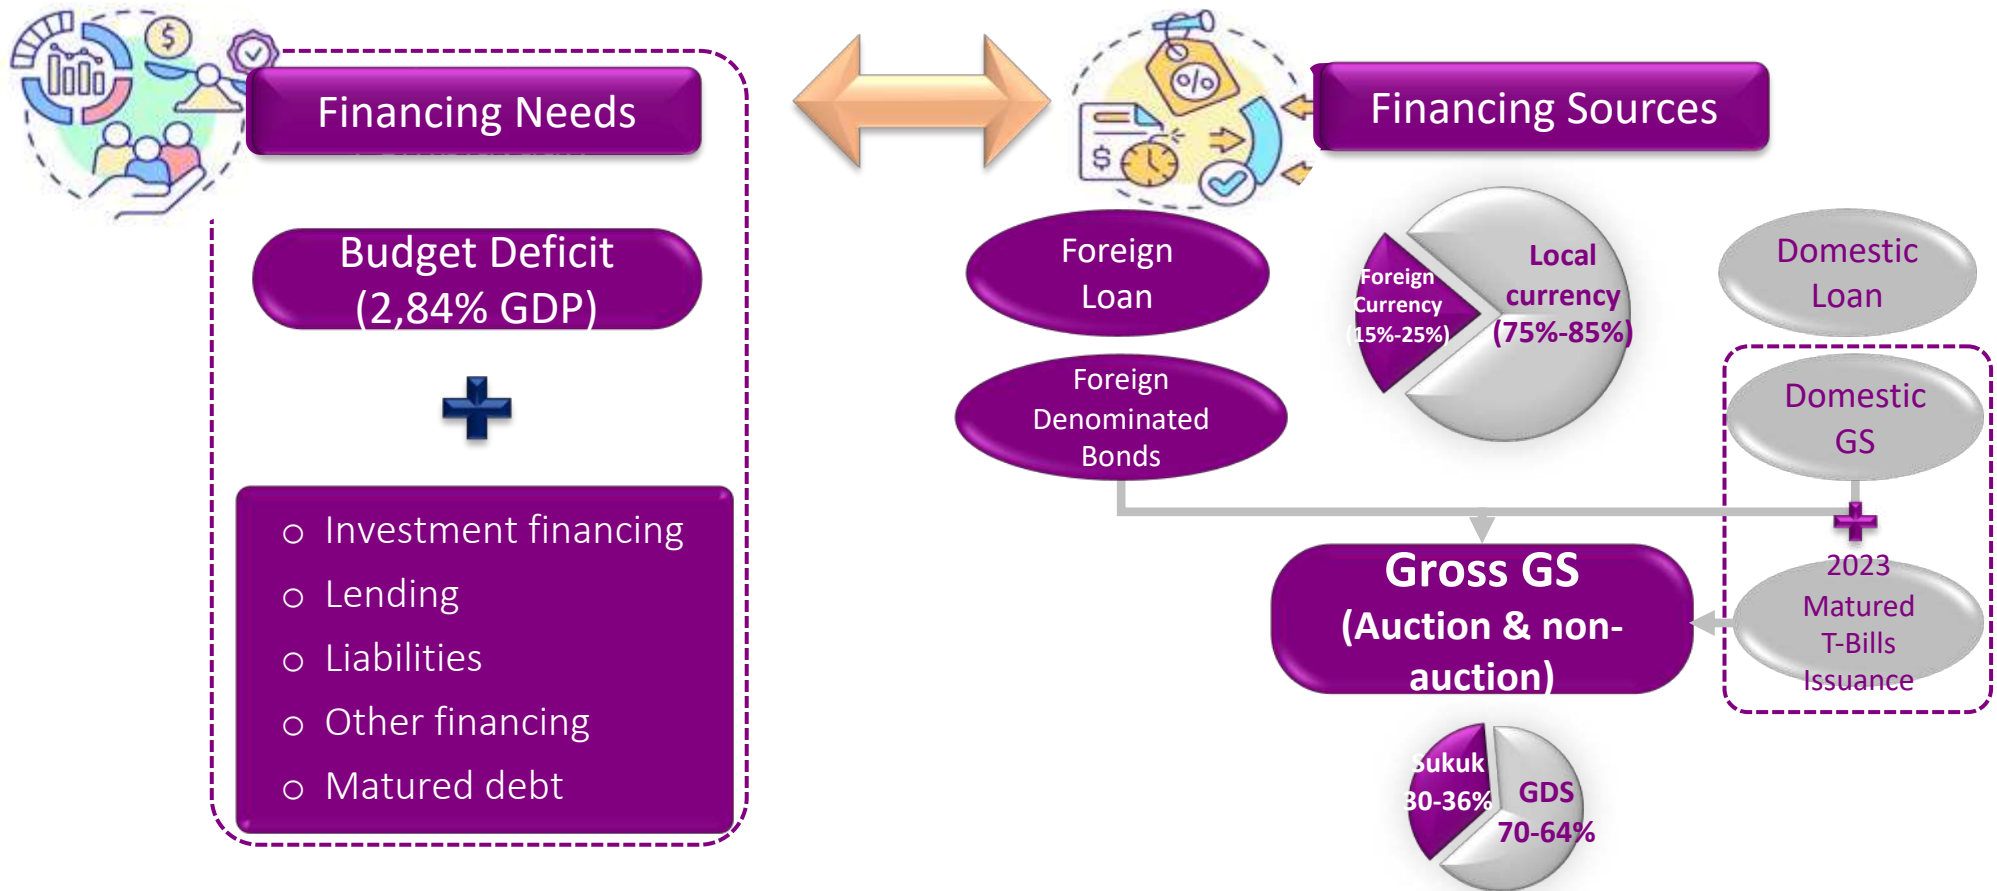 Financing Needs
Budget Deficit
(2,84% GDP)
o Investment financing
o Lending
o Liabilities
o Other financing
o Matured debt
$
%
$
Financing Sources
Foreign
Loan
Foreign
Denominated
Bonds
Foreign
Currency
(15%-25%)
Local
currency
(75%-85%)
Domestic
Loan
Domestic
GS
2023
Matured
T-Bills
Issuance
Gross GS
(Auction & non-
auction)
Sukuk
30-36%
GDS
70-64%